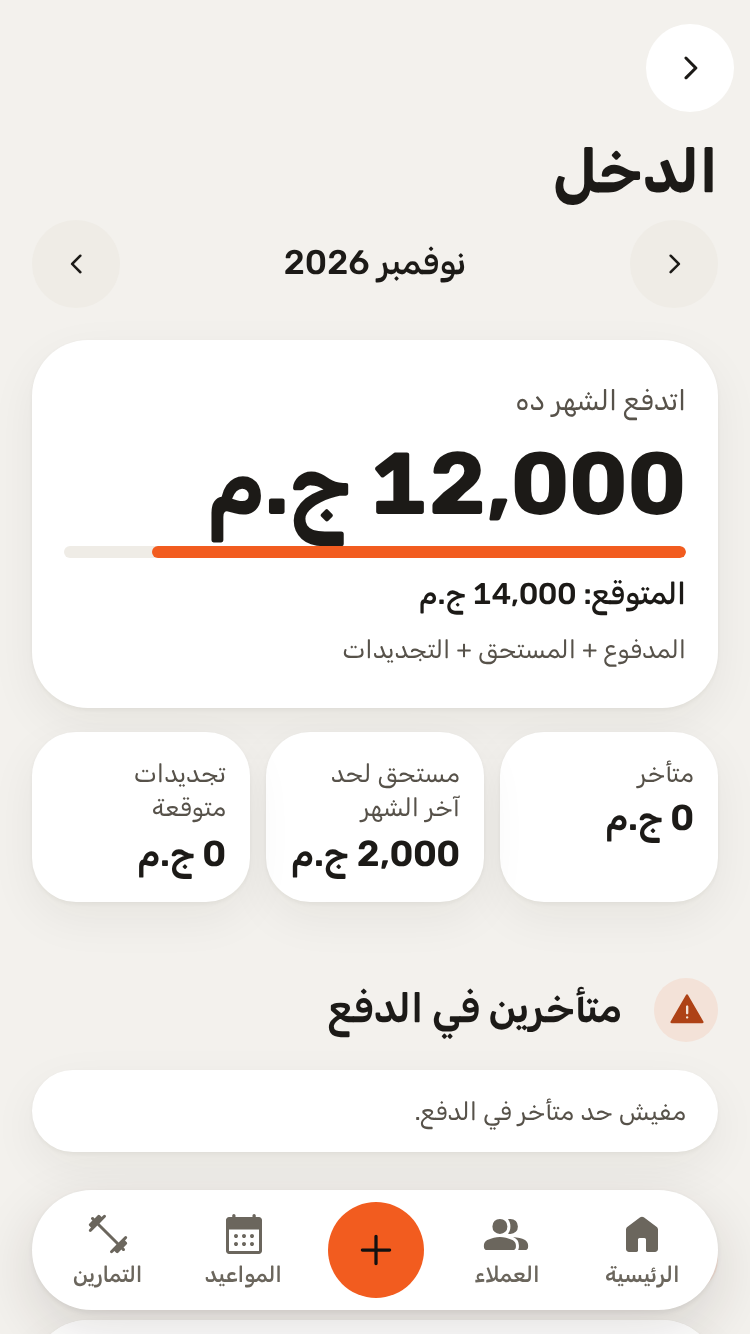 الدخل
نوفمبر 2026
اتدفع الشهر ده
12,000 ج.م
المتوقع: 14,000 ج.م
المدفوع + المستحق + التجديدات
متأخر
0 ج.م
مستحق لحد
آخر الشهر
2,000 ج.م
تجديدات
متوقعة
0 ج.م
متأخرين في الدفع
مفيش حد متأخر في الدفع.
الرئيسية
العملاء
المواعيد
التمارين